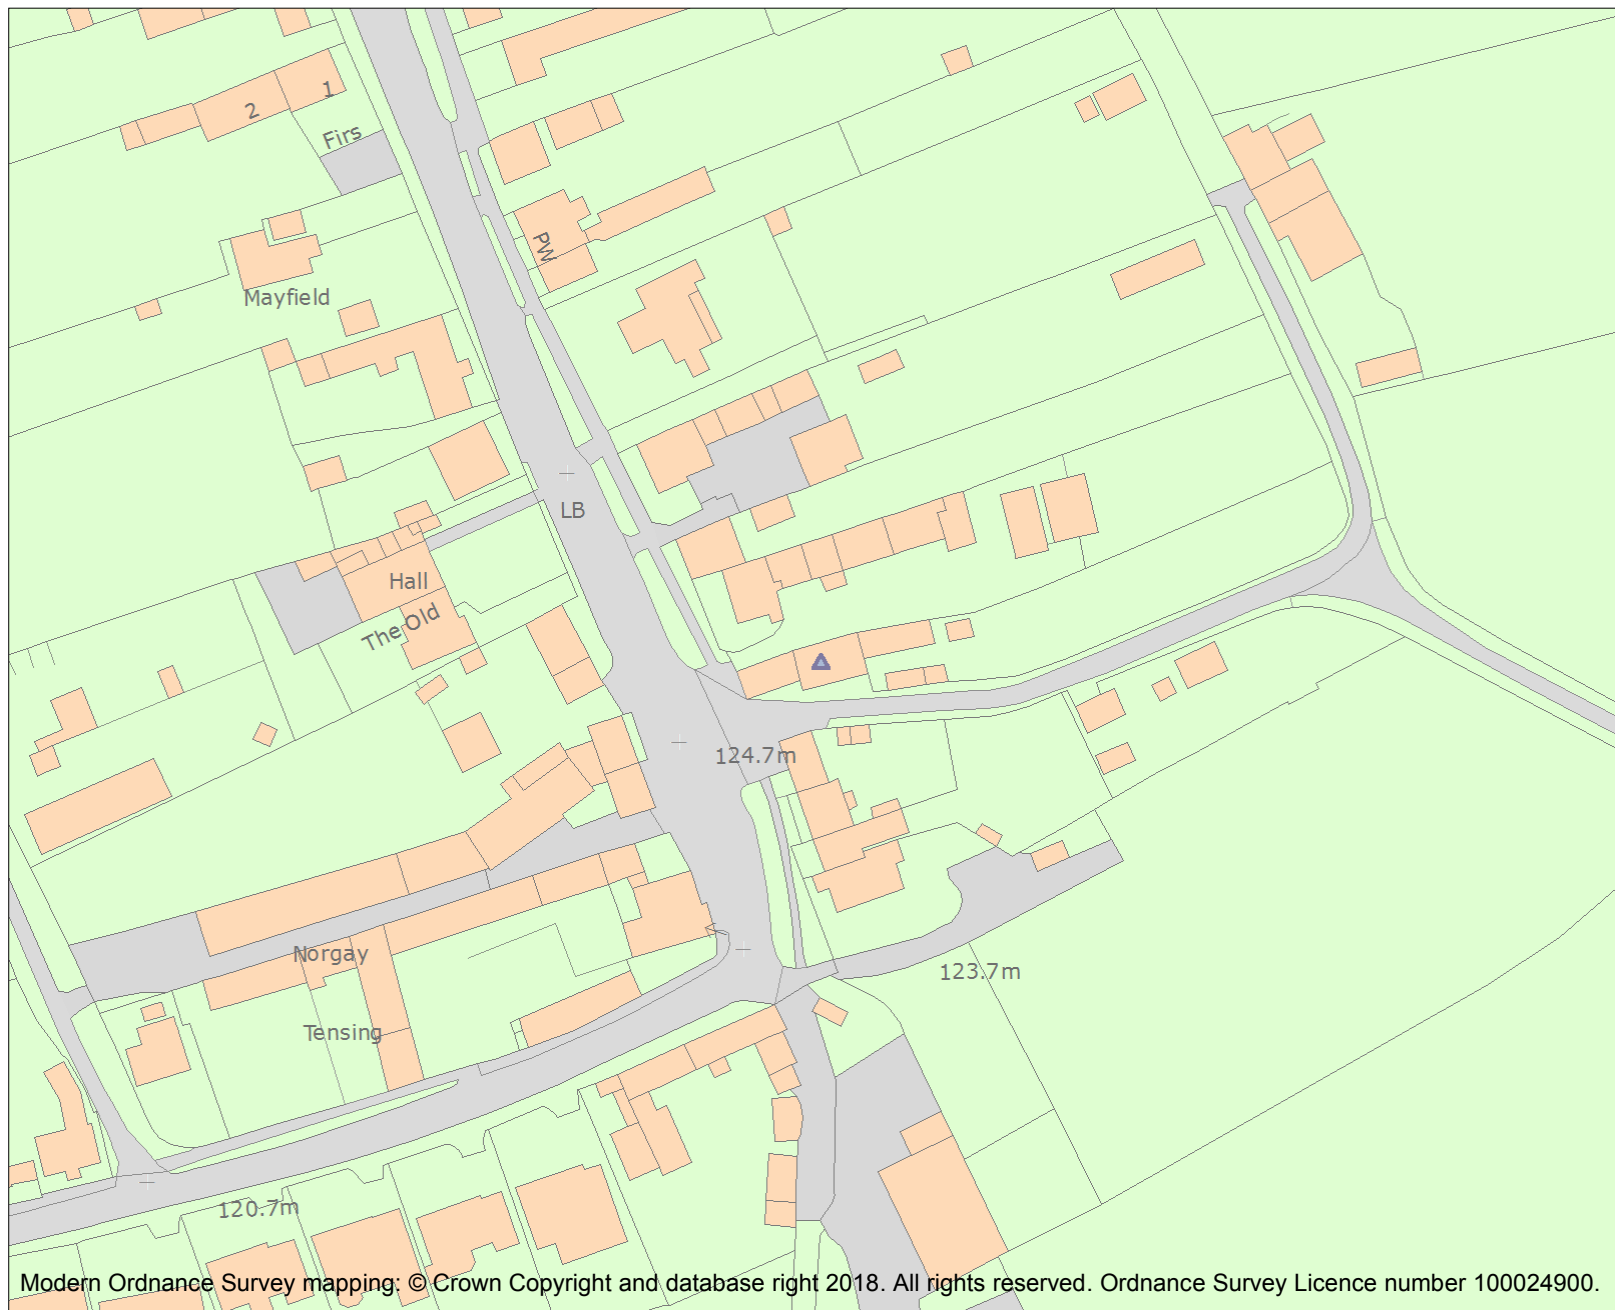 1
2
Firs
PW
Mayfield
LB
Hall
The Old
124.7m
Norgay
123.7m
Tensing
120.7m
Modern Ordnance Survey mapping: © Crown Copyright and database right 2018. All rights reserved. Ordnance Survey Licence number 100024900.